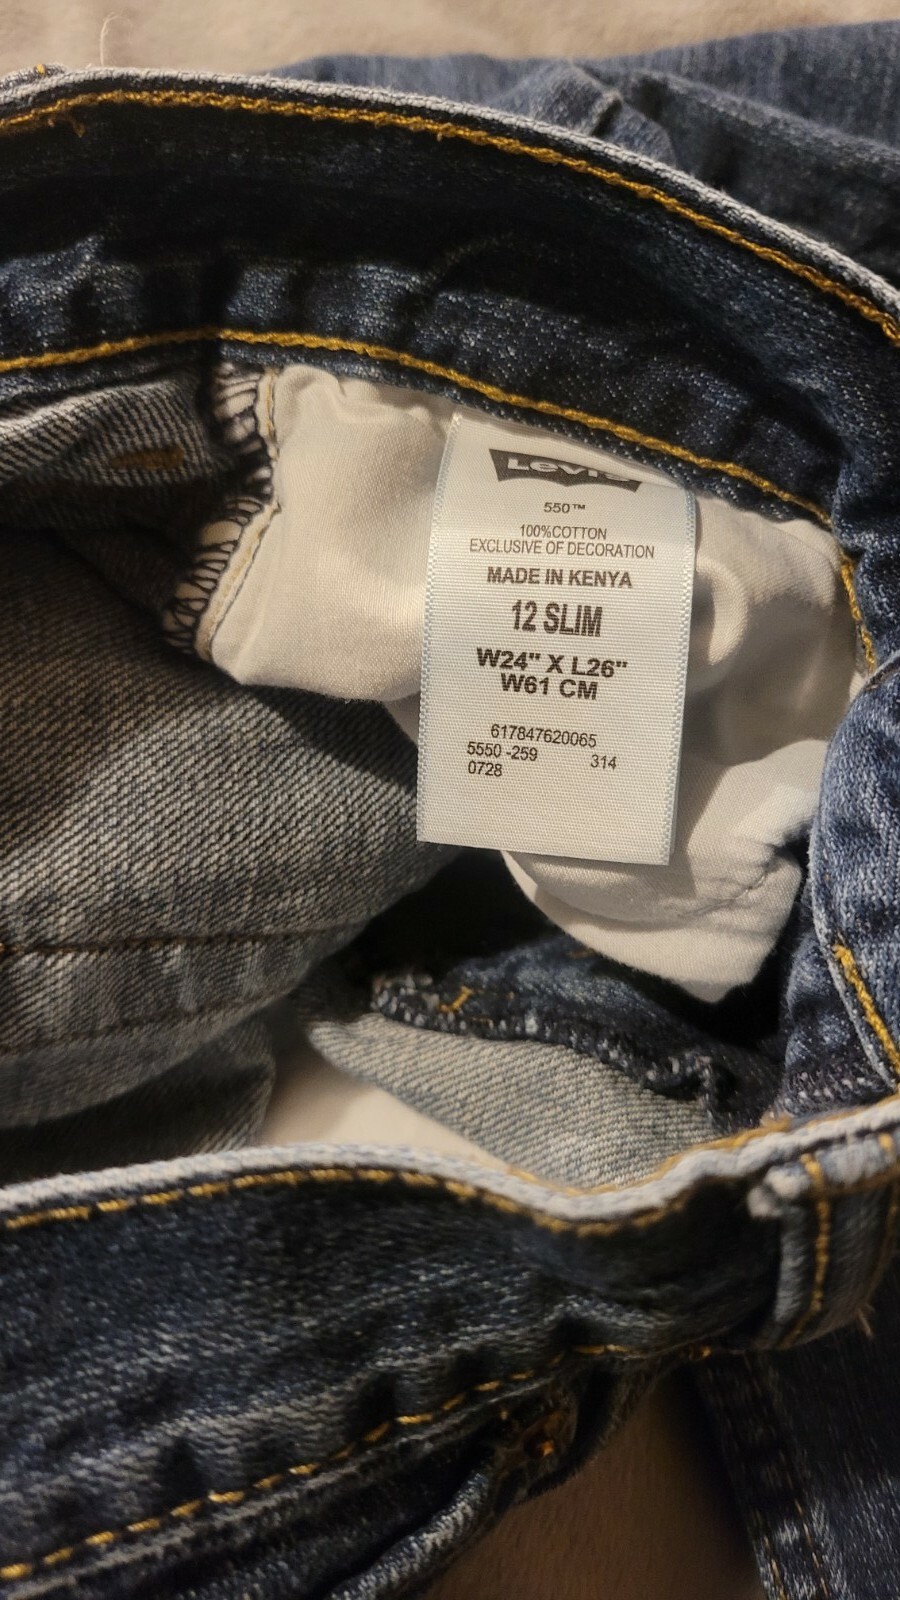 Levi's
550™
100%COTTON
EXCLUSIVE OF DECORATION
MADE IN KENYA
12 SLIM
W24" X L26"
W61 CM
617847620065
5550 -259 314
0728